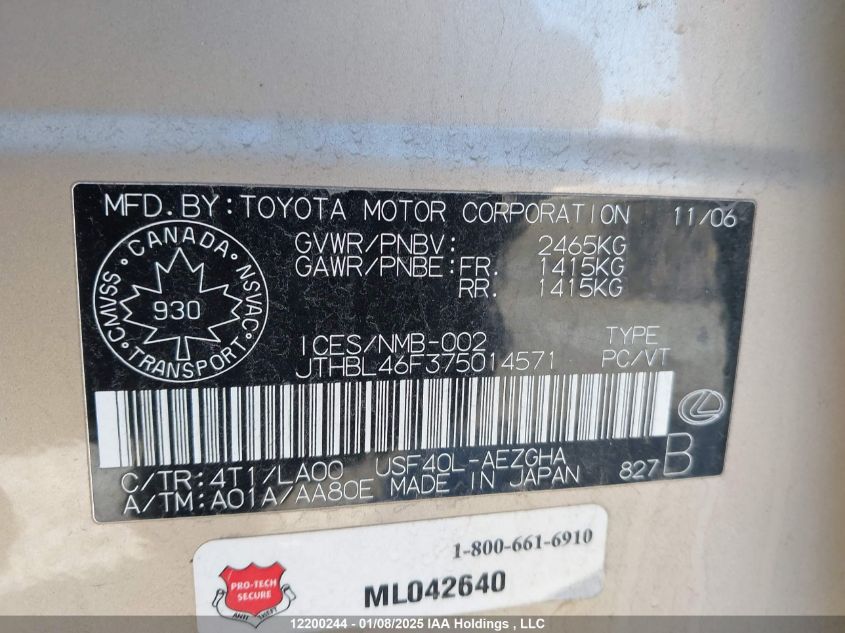 MFD.BY:TOYOTA MOTOR CORPORATION 11/06
GVWR/PNBV: 2465KG
GAWR/PNBE:FR. 1415KG
RR. 1415KG
CANADA
CMVSS NSVAC
930
TRANSPORT
ICES/NMB-002 TYPE
JTHBL46F375014571 PC/VT
C/TR:4T1/LA00 USF40L-AEZGHA
A/TM:A01A/AA80E MADE IN JAPAN 827 B
1-800-661-6910
PRO-TECH
SECURE
ANTI THEFT
ML042640
12200244 - 01/08/2025 IAA Holdings , LLC